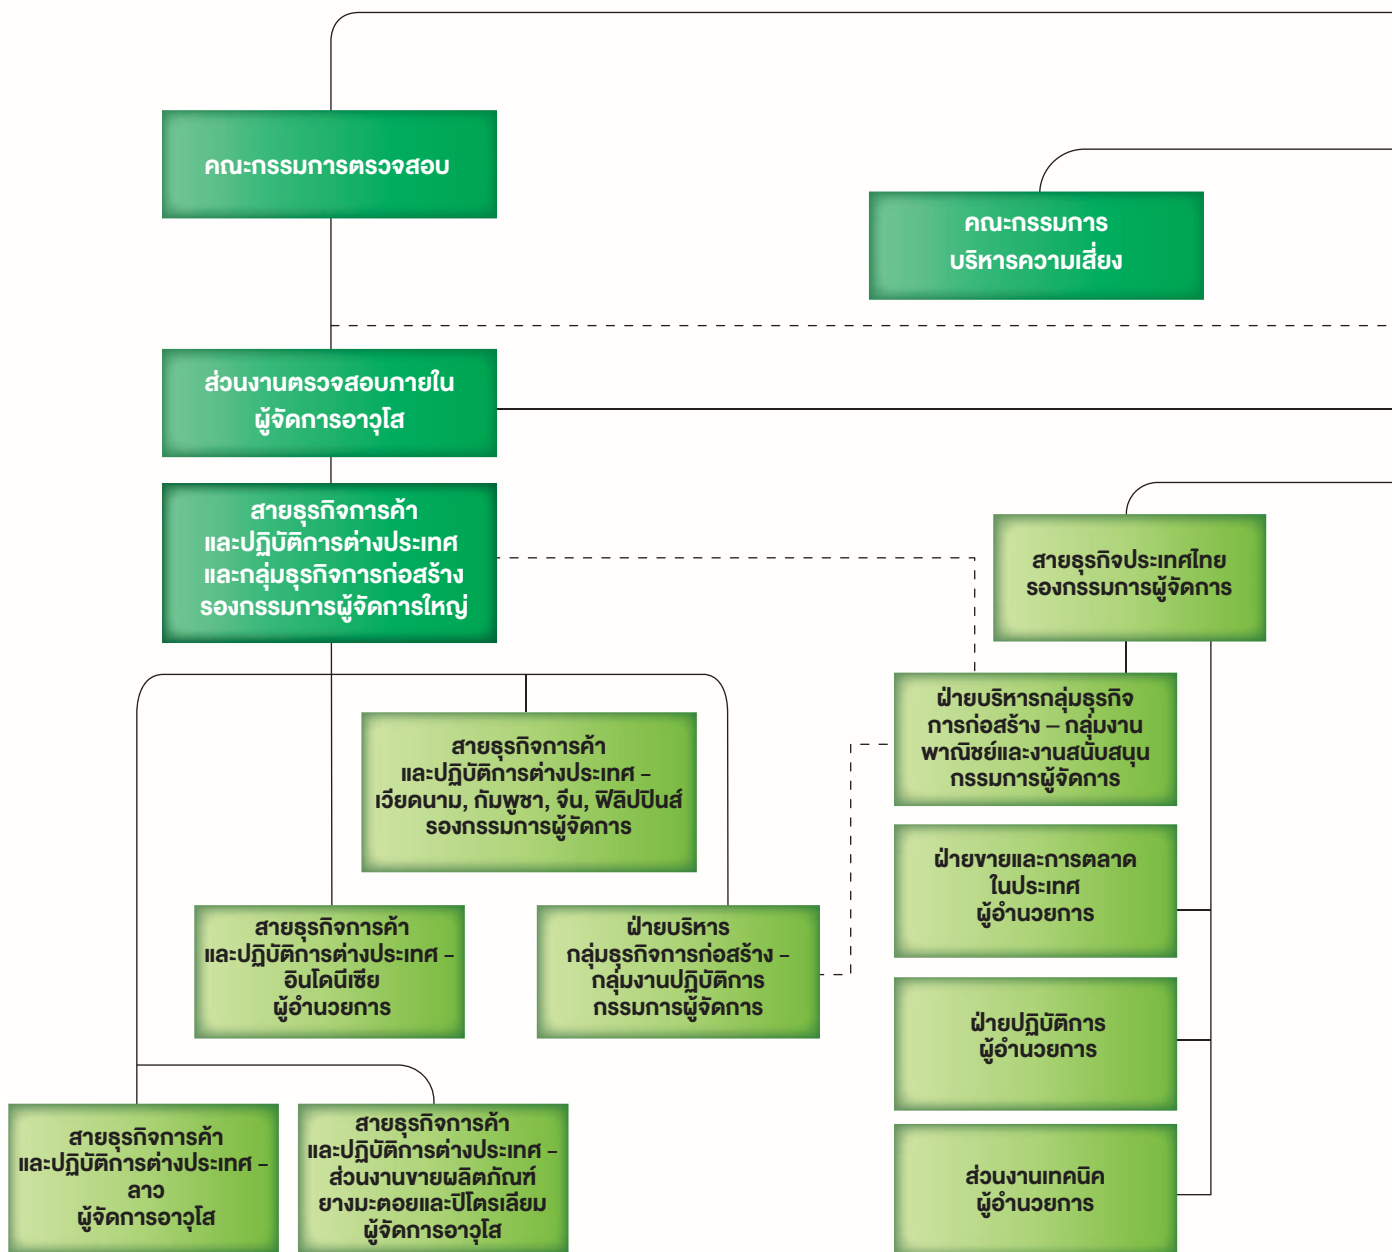 คณะกรรมการตรวจสอบ
คณะกรรมการ
บริหารความเสี่ยง
ส่วนงานตรวจสอบภายใน
ผู้จัดการอาวุโส
สายธุรกิจการค้า
และปฏิบัติการต่างประเทศ
และกลุ่มธุรกิจการก่อสร้าง
รองกรรมการผู้จัดการใหญ่
สายธุรกิจประเทศไทย
รองกรรมการผู้จัดการ
สายธุรกิจการค้า
และปฏิบัติการต่างประเทศ –
เวียดนาม, กัมพูชา, จีน, ฟิลิปปินส์
รองกรรมการผู้จัดการ
ฝ่ายบริหารกลุ่มธุรกิจ
การก่อสร้าง – กลุ่มงาน
พาณิชย์และงานสนับสนุน
กรรมการผู้จัดการ
ฝ่ายขายและการตลาด
ในประเทศ
ผู้อำนวยการ
สายธุรกิจการค้า
และปฏิบัติการต่างประเทศ –
อินโดนีเซีย
ผู้อำนวยการ
ฝ่ายบริหาร
กลุ่มธุรกิจการก่อสร้าง –
กลุ่มงานปฏิบัติการ
กรรมการผู้จัดการ
ฝ่ายปฏิบัติการ
ผู้อำนวยการ
สายธุรกิจการค้า
และปฏิบัติการต่างประเทศ –
ลาว
ผู้จัดการอาวุโส
สายธุรกิจการค้า
และปฏิบัติการต่างประเทศ –
ส่วนงานขายผลิตภัณฑ์
ยางมะตอยและปิโตรเลียม
ผู้จัดการอาวุโส
ส่วนงานเทคนิค
ผู้อำนวยการ